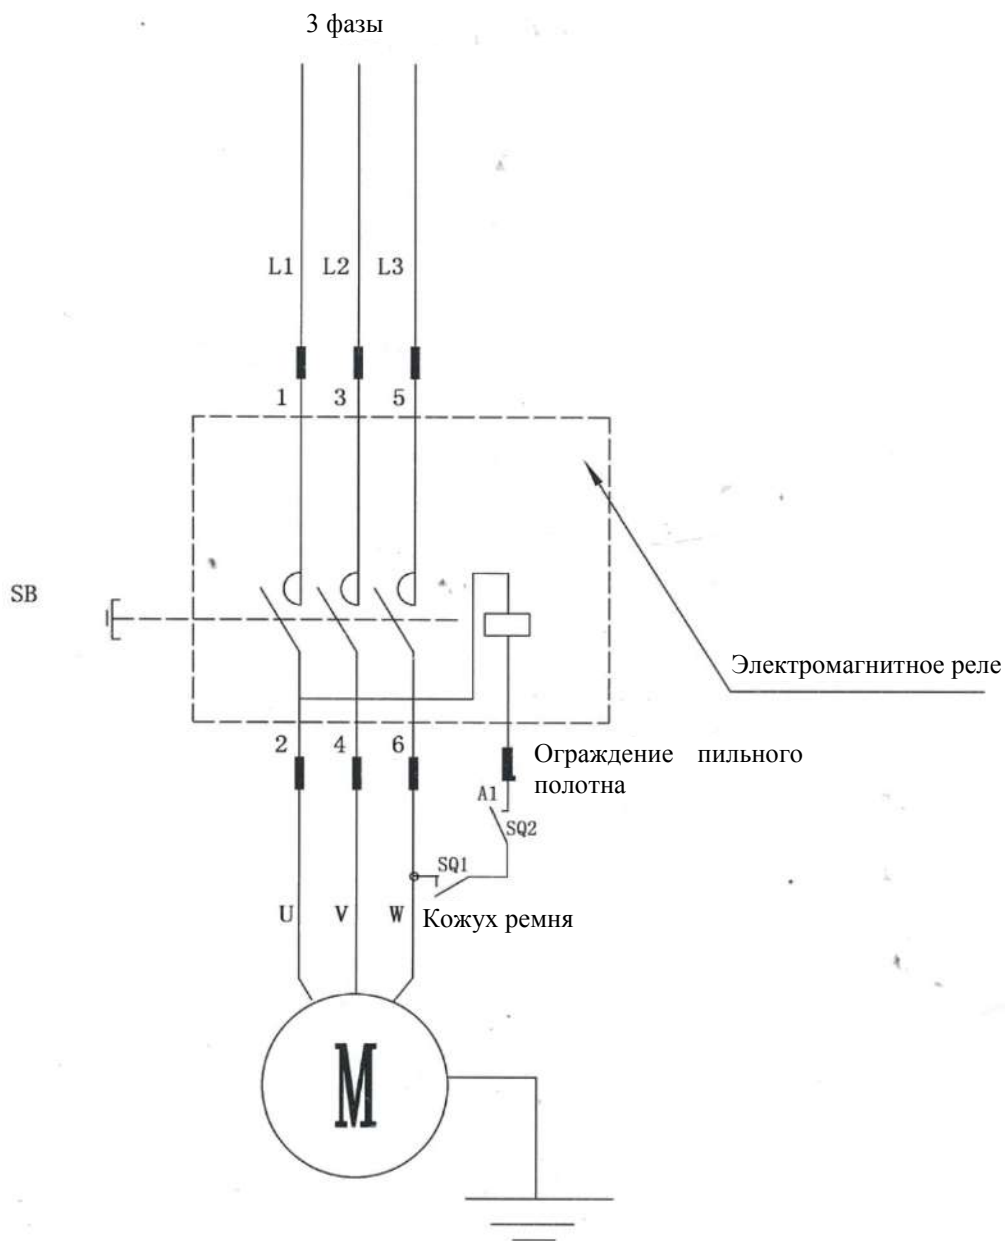 3 фазы
L1 L2 L3
1 3 5
SB
Электромагнитное реле
2 4 6
Ограждение пильного
полотна
A1
SQ2
SQ1
U V W
Кожух ремня
M